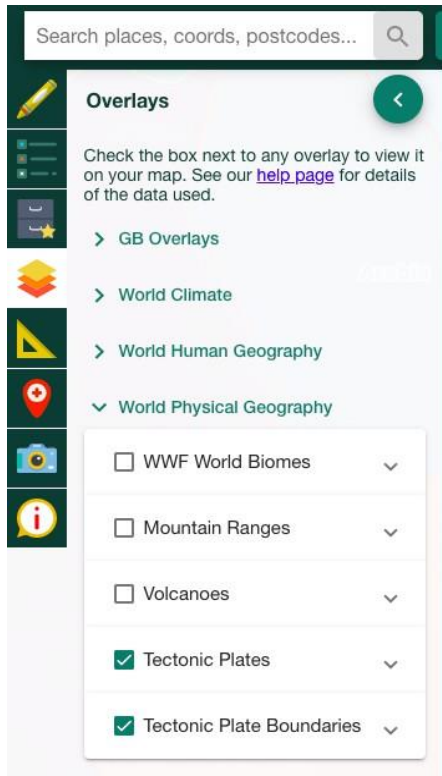 Search places, coords, postcodes...
Overlays
Check the box next to any overlay to view it
on your map. See our help page for details
of the data used.
GB Overlays
World Climate
World Human Geography
World Physical Geography
WWF World Biomes
Mountain Ranges
Volcanoes
Tectonic Plates
Tectonic Plate Boundaries